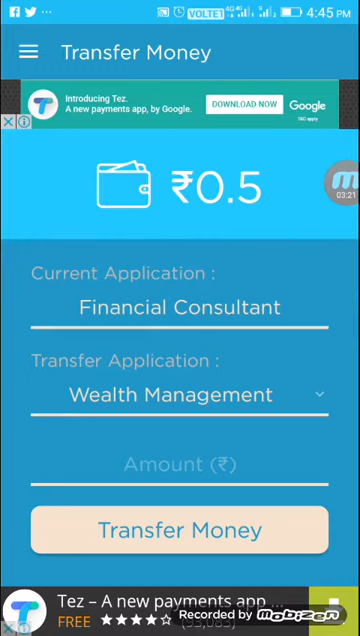 VOLTE1 4G 4:45 PM
Transfer Money
Introducing Tez.
A new payments app, by Google.
DOWNLOAD NOW
Google
T&C apply
₹0.5
03:21
Current Application :
Financial Consultant
Transfer Application :
Wealth Management
Amount (₹)
Transfer Money
Tez – A new payments app ...
FREE
Recorded by mobizen